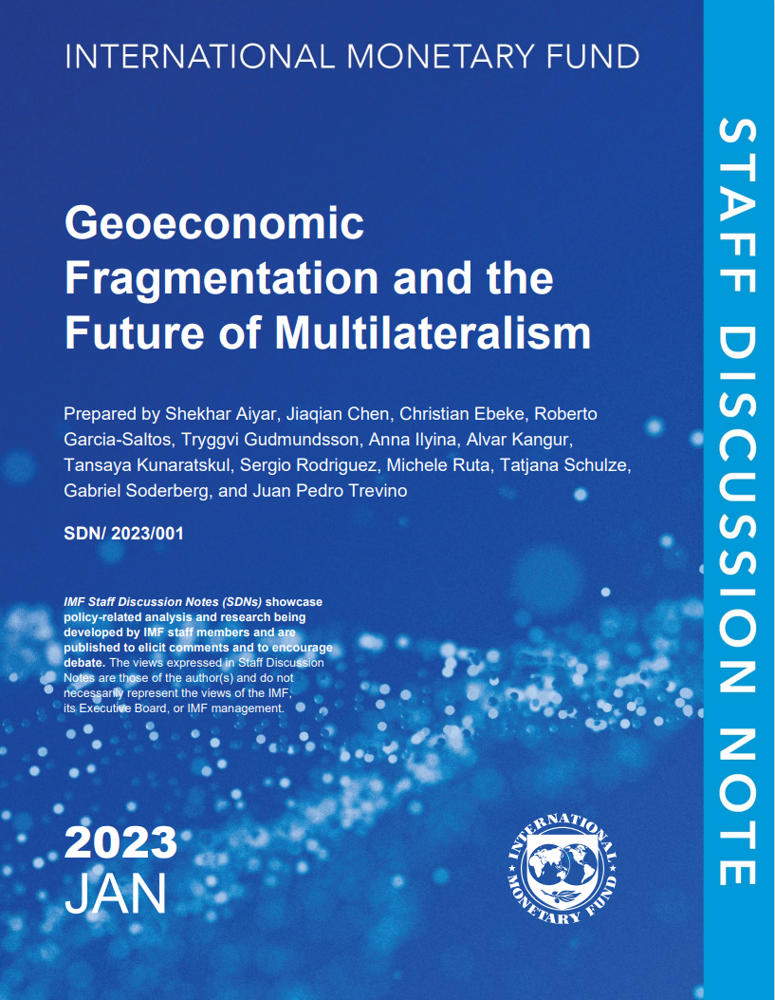 INTERNATIONAL MONETARY FUND
STAFF DISCUSSION NOTE
Geoeconomic
Fragmentation and the
Future of Multilateralism
Prepared by Shekhar Aiyar, Jiaqian Chen, Christian Ebeke, Roberto
Garcia-Saltos, Tryggvi Gudmundsson, Anna Ilyina, Alvar Kangur,
Tansaya Kunaratskul, Sergio Rodriguez, Michele Ruta, Tatjana Schulze,
Gabriel Soderberg, and Juan Pedro Trevino
SDN/ 2023/001
IMF Staff Discussion Notes (SDNs) showcase
policy-related analysis and research being
developed by IMF staff members and are
published to elicit comments and to encourage
debate. The views expressed in Staff Discussion
Notes are those of the author(s) and do not
necessarily represent the views of the IMF,
its Executive Board, or IMF management.
2023
JAN
INTERNATIONAL
MONETARY FUND